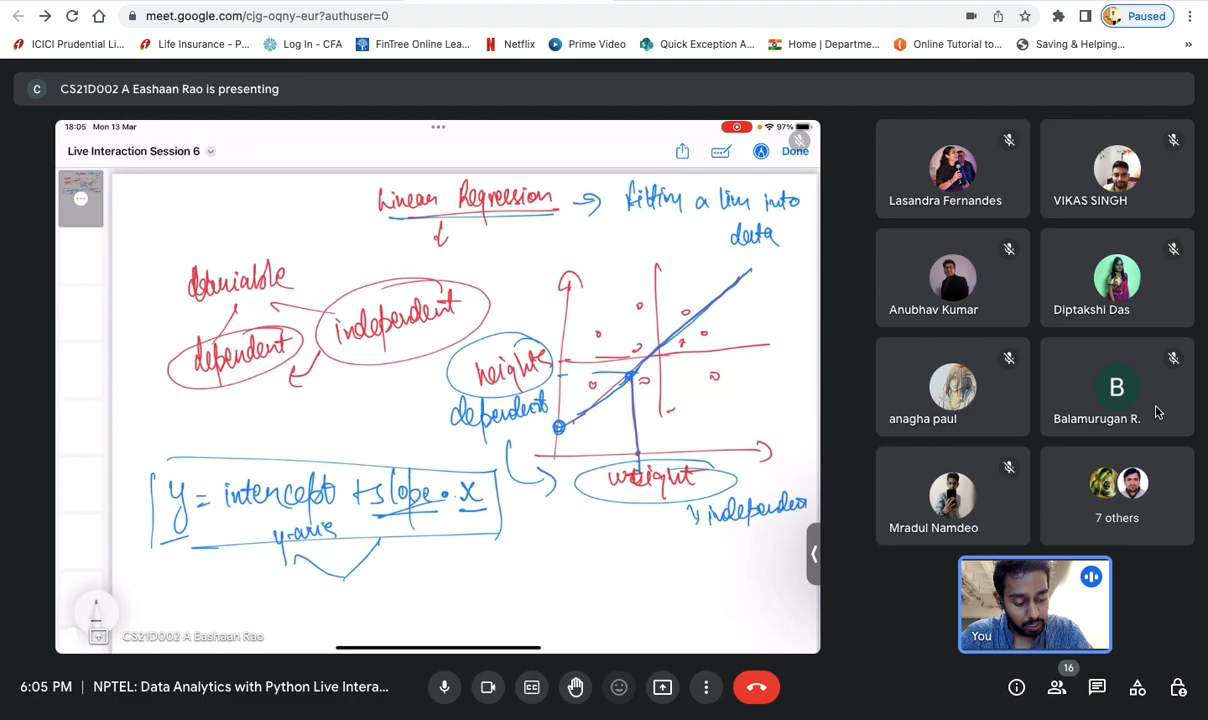 meet.google.com/cjg-oqny-eur?authuser=0
Paused
ICICI Prudential Li...
Life Insurance - P...
Log In - CFA
FinTree Online Lea...
Netflix
Prime Video
Quick Exception A...
Home | Departme...
Online Tutorial to...
Saving & Helping...
»
C
CS21D002 A Eashaan Rao is presenting
18:05 Mon 13 Mar
97%
Live Interaction Session 6
Done
Linear Regression → fitting a line into
data
independent
dependent
heights
dependent
weight
independent
y = intercept + slope • x
y-axis
CS21D002 A Eashaan Rao
Lasandra Fernandes
VIKAS SINGH
Anubhav Kumar
Diptakshi Das
anagha paul
B
Balamurugan R.
Mradul Namdeo
7 others
You
16
6:05 PM | NPTEL: Data Analytics with Python Live Intera...